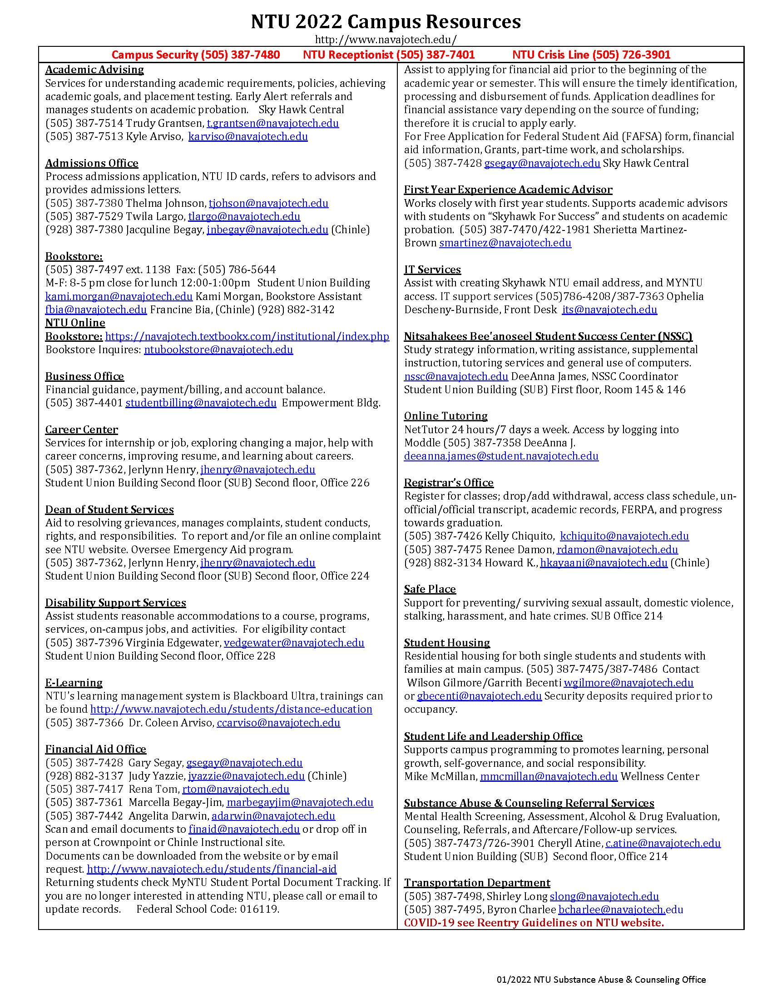 NTU 2022 Campus Resources
http://www.navajotech.edu/
Campus Security (505) 387-7480 NTU Receptionist (505) 387-7401 NTU Crisis Line (505) 726-3901
Academic Advising
Services for understanding academic requirements, policies, achieving
academic goals, and placement testing. Early Alert referrals and
manages students on academic probation. Sky Hawk Central
(505) 387-7514 Trudy Grantsen, t.grantsen@navajotech.edu
(505) 387-7513 Kyle Arviso, karviso@navajotech.edu
Admissions Office
Process admissions application, NTU ID cards, refers to advisors and
provides admissions letters.
(505) 387-7380 Thelma Johnson, tjohson@navajotech.edu
(505) 387-7529 Twila Largo, tlargo@navajotech.edu
(928) 387-7380 Jacquline Begay, jnbegay@navajotech.edu (Chinle)
Bookstore:
(505) 387-7497 ext. 1138 Fax: (505) 786-5644
M-F: 8-5 pm close for lunch 12:00-1:00pm Student Union Building
kami.morgan@navajotech.edu Kami Morgan, Bookstore Assistant
fbia@navajotech.edu Francine Bia, (Chinle) (928) 882-3142
NTU Online
Bookstore: https://navajotech.textbookx.com/institutional/index.php
Bookstore Inquires: ntubookstore@navajotech.edu
Business Office
Financial guidance, payment/billing, and account balance.
(505) 387-4401 studentbilling@navajotech.edu Empowerment Bldg.
Career Center
Services for internship or job, exploring changing a major, help with
career concerns, improving resume, and learning about careers.
(505) 387-7362, Jerlynn Henry, jhenry@navajotech.edu
Student Union Building Second floor (SUB) Second floor, Office 226
Dean of Student Services
Aid to resolving grievances, manages complaints, student conducts,
rights, and responsibilities. To report and/or file an online complaint
see NTU website. Oversee Emergency Aid program.
(505) 387-7362, Jerlynn Henry, jhenry@navajotech.edu
Student Union Building Second floor (SUB) Second floor, Office 224
Disability Support Services
Assist students reasonable accommodations to a course, programs,
services, on-campus jobs, and activities. For eligibility contact
(505) 387-7396 Virginia Edgewater, vedgewater@navajotech.edu
Student Union Building Second floor, Office 228
E-Learning
NTU's learning management system is Blackboard Ultra, trainings can
be found http://www.navajotech.edu/students/distance-education
(505) 387-7366 Dr. Coleen Arviso, ccarviso@navajotech.edu
Financial Aid Office
(505) 387-7428 Gary Segay, gsegay@navajotech.edu
(928) 882-3137 Judy Yazzie, jyazzie@navajotech.edu (Chinle)
(505) 387-7417 Rena Tom, rtom@navajotech.edu
(505) 387-7361 Marcella Begay-Jim, marbegayjim@navajotech.edu
(505) 387-7442 Angelita Darwin, adarwin@navajotech.edu
Scan and email documents to finaid@navajotech.edu or drop off in
person at Crownpoint or Chinle Instructional site.
Documents can be downloaded from the website or by email
request. http://www.navajotech.edu/students/financial-aid
Returning students check MyNTU Student Portal Document Tracking. If
you are no longer interested in attending NTU, please call or email to
update records. Federal School Code: 016119.
Assist to applying for financial aid prior to the beginning of the
academic year or semester. This will ensure the timely identification,
processing and disbursement of funds. Application deadlines for
financial assistance vary depending on the source of funding;
therefore it is crucial to apply early.
For Free Application for Federal Student Aid (FAFSA) form, financial
aid information, Grants, part-time work, and scholarships.
(505) 387-7428 gsegay@navajotech.edu Sky Hawk Central
First Year Experience Academic Advisor
Works closely with first year students. Supports academic advisors
with students on “Skyhawk For Success” and students on academic
probation. (505) 387-7470/422-1981 Sherietta Martinez-
Brown smartinez@navajotech.edu
IT Services
Assist with creating Skyhawk NTU email address, and MYNTU
access. IT support services (505)786-4208/387-7363 Ophelia
Descheny-Burnside, Front Desk its@navajotech.edu
Nitsahakees Bee'anoseel Student Success Center (NSSC)
Study strategy information, writing assistance, supplemental
instruction, tutoring services and general use of computers.
nssc@navajotech.edu DeeAnna James, NSSC Coordinator
Student Union Building (SUB) First floor, Room 145 & 146
Online Tutoring
NetTutor 24 hours/7 days a week. Access by logging into
Moddle (505) 387-7358 DeeAnna J.
deeanna.james@student.navajotech.edu
Registrar’s Office
Register for classes; drop/add withdrawal, access class schedule, un-
official/official transcript, academic records, FERPA, and progress
towards graduation.
(505) 387-7426 Kelly Chiquito, kchiquito@navajotech.edu
(505) 387-7475 Renee Damon, rdamon@navajotech.edu
(928) 882-3134 Howard K., hkayaani@navajotech.edu (Chinle)
Safe Place
Support for preventing/ surviving sexual assault, domestic violence,
stalking, harassment, and hate crimes. SUB Office 214
Student Housing
Residential housing for both single students and students with
families at main campus. (505) 387-7475/387-7486 Contact
Wilson Gilmore/Garrith Becenti wgilmore@navajotech.edu
or gbecenti@navajotech.edu Security deposits required prior to
occupancy.
Student Life and Leadership Office
Supports campus programming to promotes learning, personal
growth, self-governance, and social responsibility.
Mike McMillan, mmcmillan@navajotech.edu Wellness Center
Substance Abuse & Counseling Referral Services
Mental Health Screening, Assessment, Alcohol & Drug Evaluation,
Counseling, Referrals, and Aftercare/Follow-up services.
(505) 387-7473/726-3901 Cheryll Atine, c.atine@navajotech.edu
Student Union Building (SUB) Second floor, Office 214
Transportation Department
(505) 387-7498, Shirley Long slong@navajotech.edu
(505) 387-7495, Byron Charlee bcharlee@navajotech.edu
COVID-19 see Reentry Guidelines on NTU website.
01/2022 NTU Substance Abuse & Counseling Office